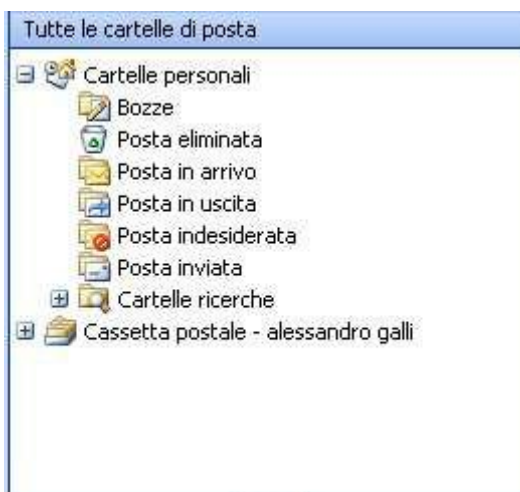 Tutte le cartelle di posta
Cartelle personali
Bozze
Posta eliminata
Posta in arrivo
Posta in uscita
Posta indesiderata
Posta inviata
Cartelle ricerche
Cassetta postale - alessandro galli